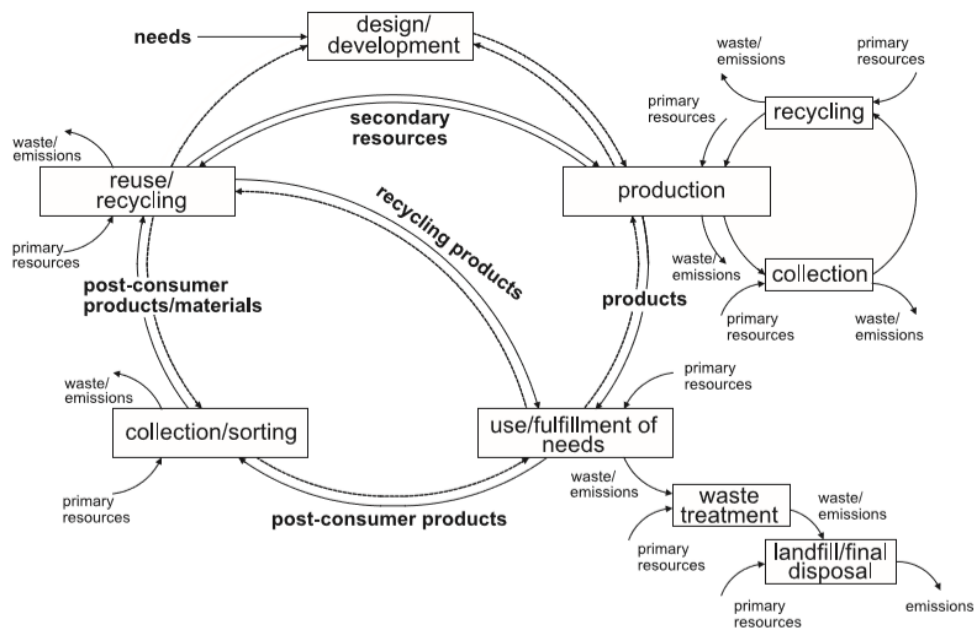 needs
design/
development
waste/
emissions
primary
resources
recycling
primary
resources
secondary
resources
waste/
emissions
reuse/
recycling
production
recycling products
primary
resources
waste/
emissions
collection
post-consumer
products/materials
products
primary
resources
waste/
emissions
primary
resources
waste/
emissions
collection/sorting
use/fulfillment of
needs
primary
resources
post-consumer products
waste/
emissions
waste
treatment
waste/
emissions
primary
resources
landfill/final
disposal
primary
resources
emissions